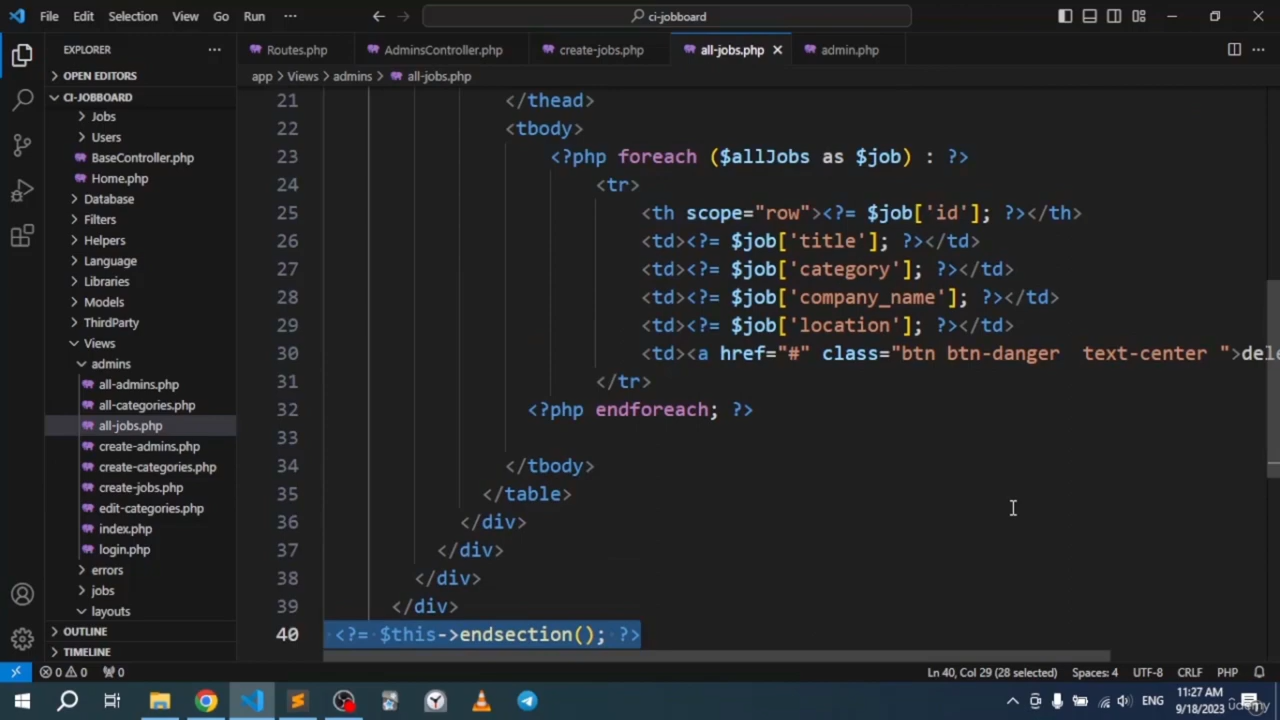 File Edit Selection View Go Run ··· ci-jobboard
EXPLORER ··· Routes.php AdminsController.php create-jobs.php all-jobs.php admin.php
OPEN EDITORS
app > Views > admins > all-jobs.php
CI-JOBBOARD
Jobs
Users
BaseController.php
Home.php
Database
Filters
Helpers
Language
Libraries
Models
ThirdParty
Views
admins
all-admins.php
all-categories.php
all-jobs.php
create-admins.php
create-categories.php
create-jobs.php
edit-categories.php
index.php
login.php
errors
jobs
layouts
OUTLINE
TIMELINE
21 </thead>
22 <tbody>
23 <?php foreach ($allJobs as $job) : ?>
24 <tr>
25 <th scope="row"><?= $job['id']; ?></th>
26 <td><?= $job['title']; ?></td>
27 <td><?= $job['category']; ?></td>
28 <td><?= $job['company_name']; ?></td>
29 <td><?= $job['location']; ?></td>
30 <td><a href="#" class="btn btn-danger  text-center ">dele
31 </tr>
32 <?php endforeach; ?>
33
34 </tbody>
35 </table>
36 </div>
37 </div>
38 </div>
39 </div>
40 <?= $this->endsection(); ?>
0 0 0 Ln 40, Col 29 (28 selected) Spaces: 4 UTF-8 CRLF PHP
ENG 11:27 AM
9/18/2023
udemy